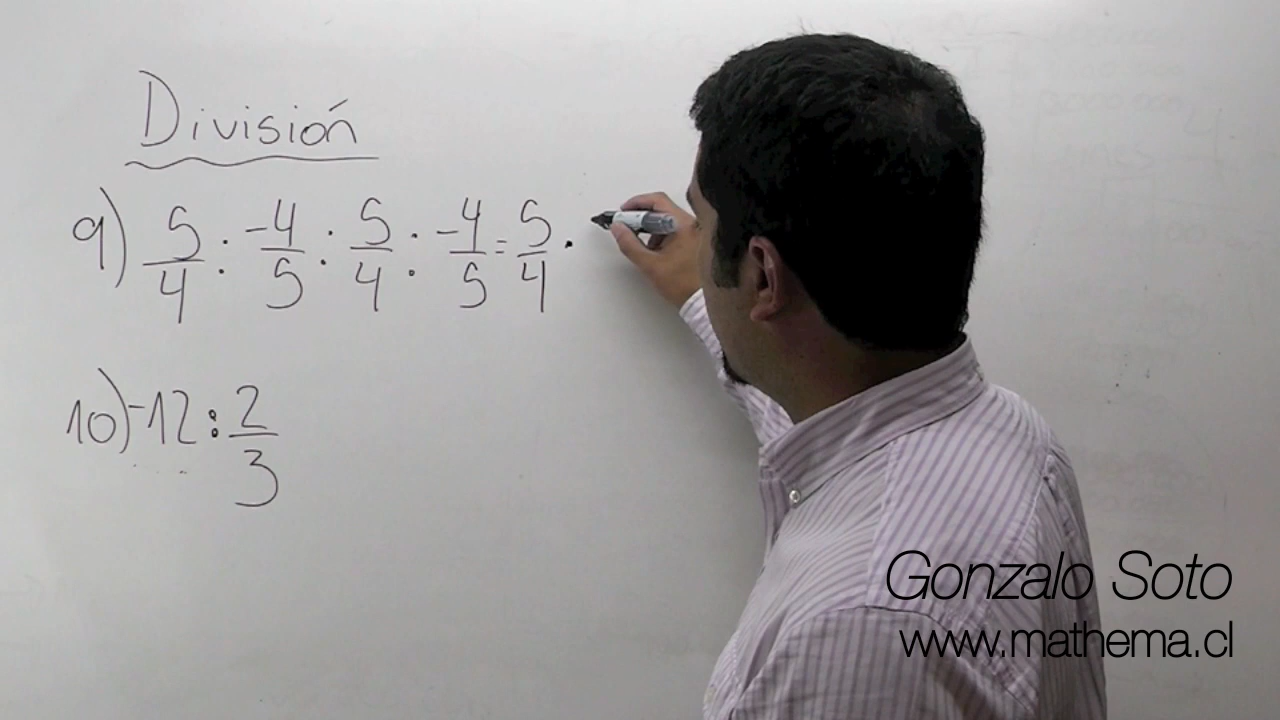 División
9) 5/4 : -4/5 : 5/4 : -4/5 = 5/4 ·
10) -12 : 2/3
Gonzalo Soto
www.mathema.cl